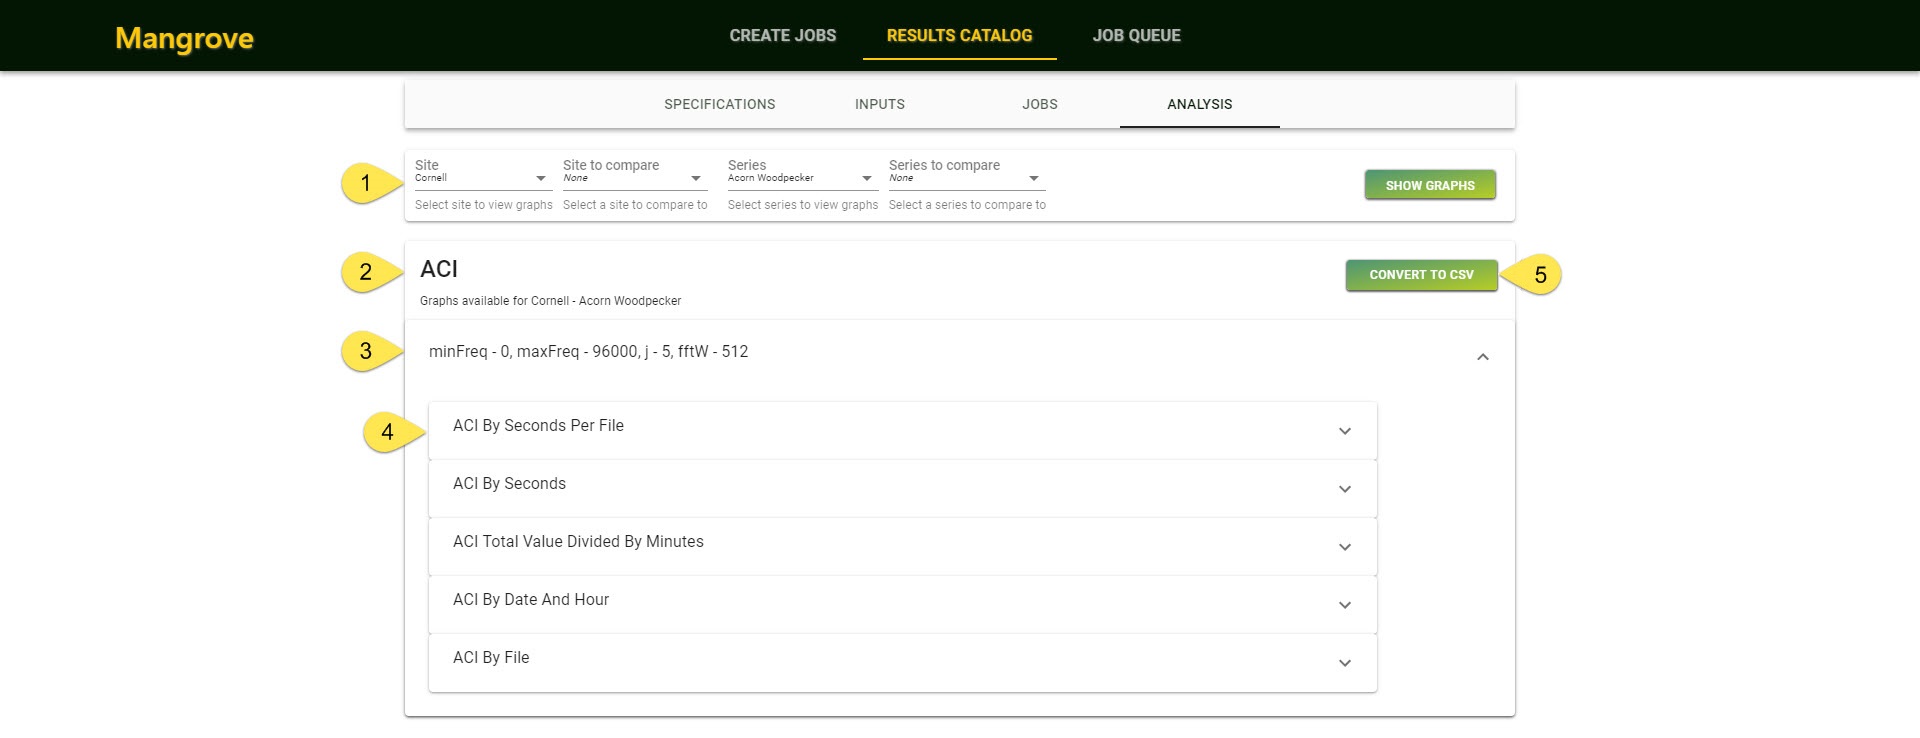 Mangrove
CREATE JOBS
RESULTS CATALOG
JOB QUEUE
SPECIFICATIONS
INPUTS
JOBS
ANALYSIS
1
Site
Cornell
Select site to view graphs
Site to compare
None
Select a site to compare to
Series
Acorn Woodpecker
Select series to view graphs
Series to compare
None
Select a series to compare to
SHOW GRAPHS
2
ACI
Graphs available for Cornell - Acorn Woodpecker
CONVERT TO CSV
5
3
minFreq - 0, maxFreq - 96000, j - 5, fftW - 512
4
ACI By Seconds Per File
ACI By Seconds
ACI Total Value Divided By Minutes
ACI By Date And Hour
ACI By File